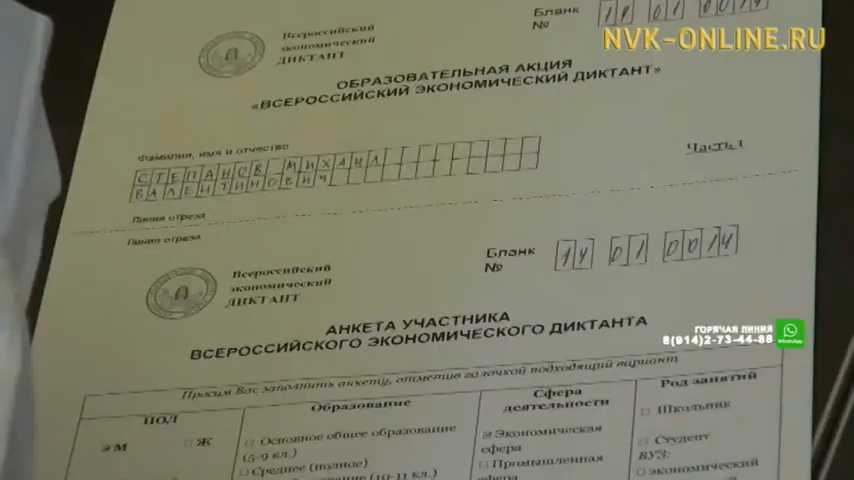 NVK-ONLINE.RU
Всероссийский
экономический
ДИКТАНТ
Бланк
№
14 01 0014
ОБРАЗОВАТЕЛЬНАЯ АКЦИЯ
«ВСЕРОССИЙСКИЙ ЭКОНОМИЧЕСКИЙ ДИКТАНТ»
Фамилия, имя и отчество
Часть 1
СТЕПАНОВ МИХАИЛ
ВАЛЕНТИНОВИЧ
Линия отреза
Линия отреза
Всероссийский
экономический
ДИКТАНТ
Бланк
№
14 01 0014
АНКЕТА УЧАСТНИКА
ВСЕРОССИЙСКОГО ЭКОНОМИЧЕСКОГО ДИКТАНТА
ГОРЯЧАЯ ЛИНИЯ
8(914)2-73-44-88
WhatsApp
Просим Вас заполнить анкету, отметив галочкой подходящий вариант
ПОЛ
М
Ж
Образование
Основное общее образование
(5-9 кл.)
Среднее (полное)
(10-11 кл.)
Сфера
деятельности
Экономическая
сфера
Промышленная
сфера
Род занятий
Школьник
Студент
ВУЗ:
экономический